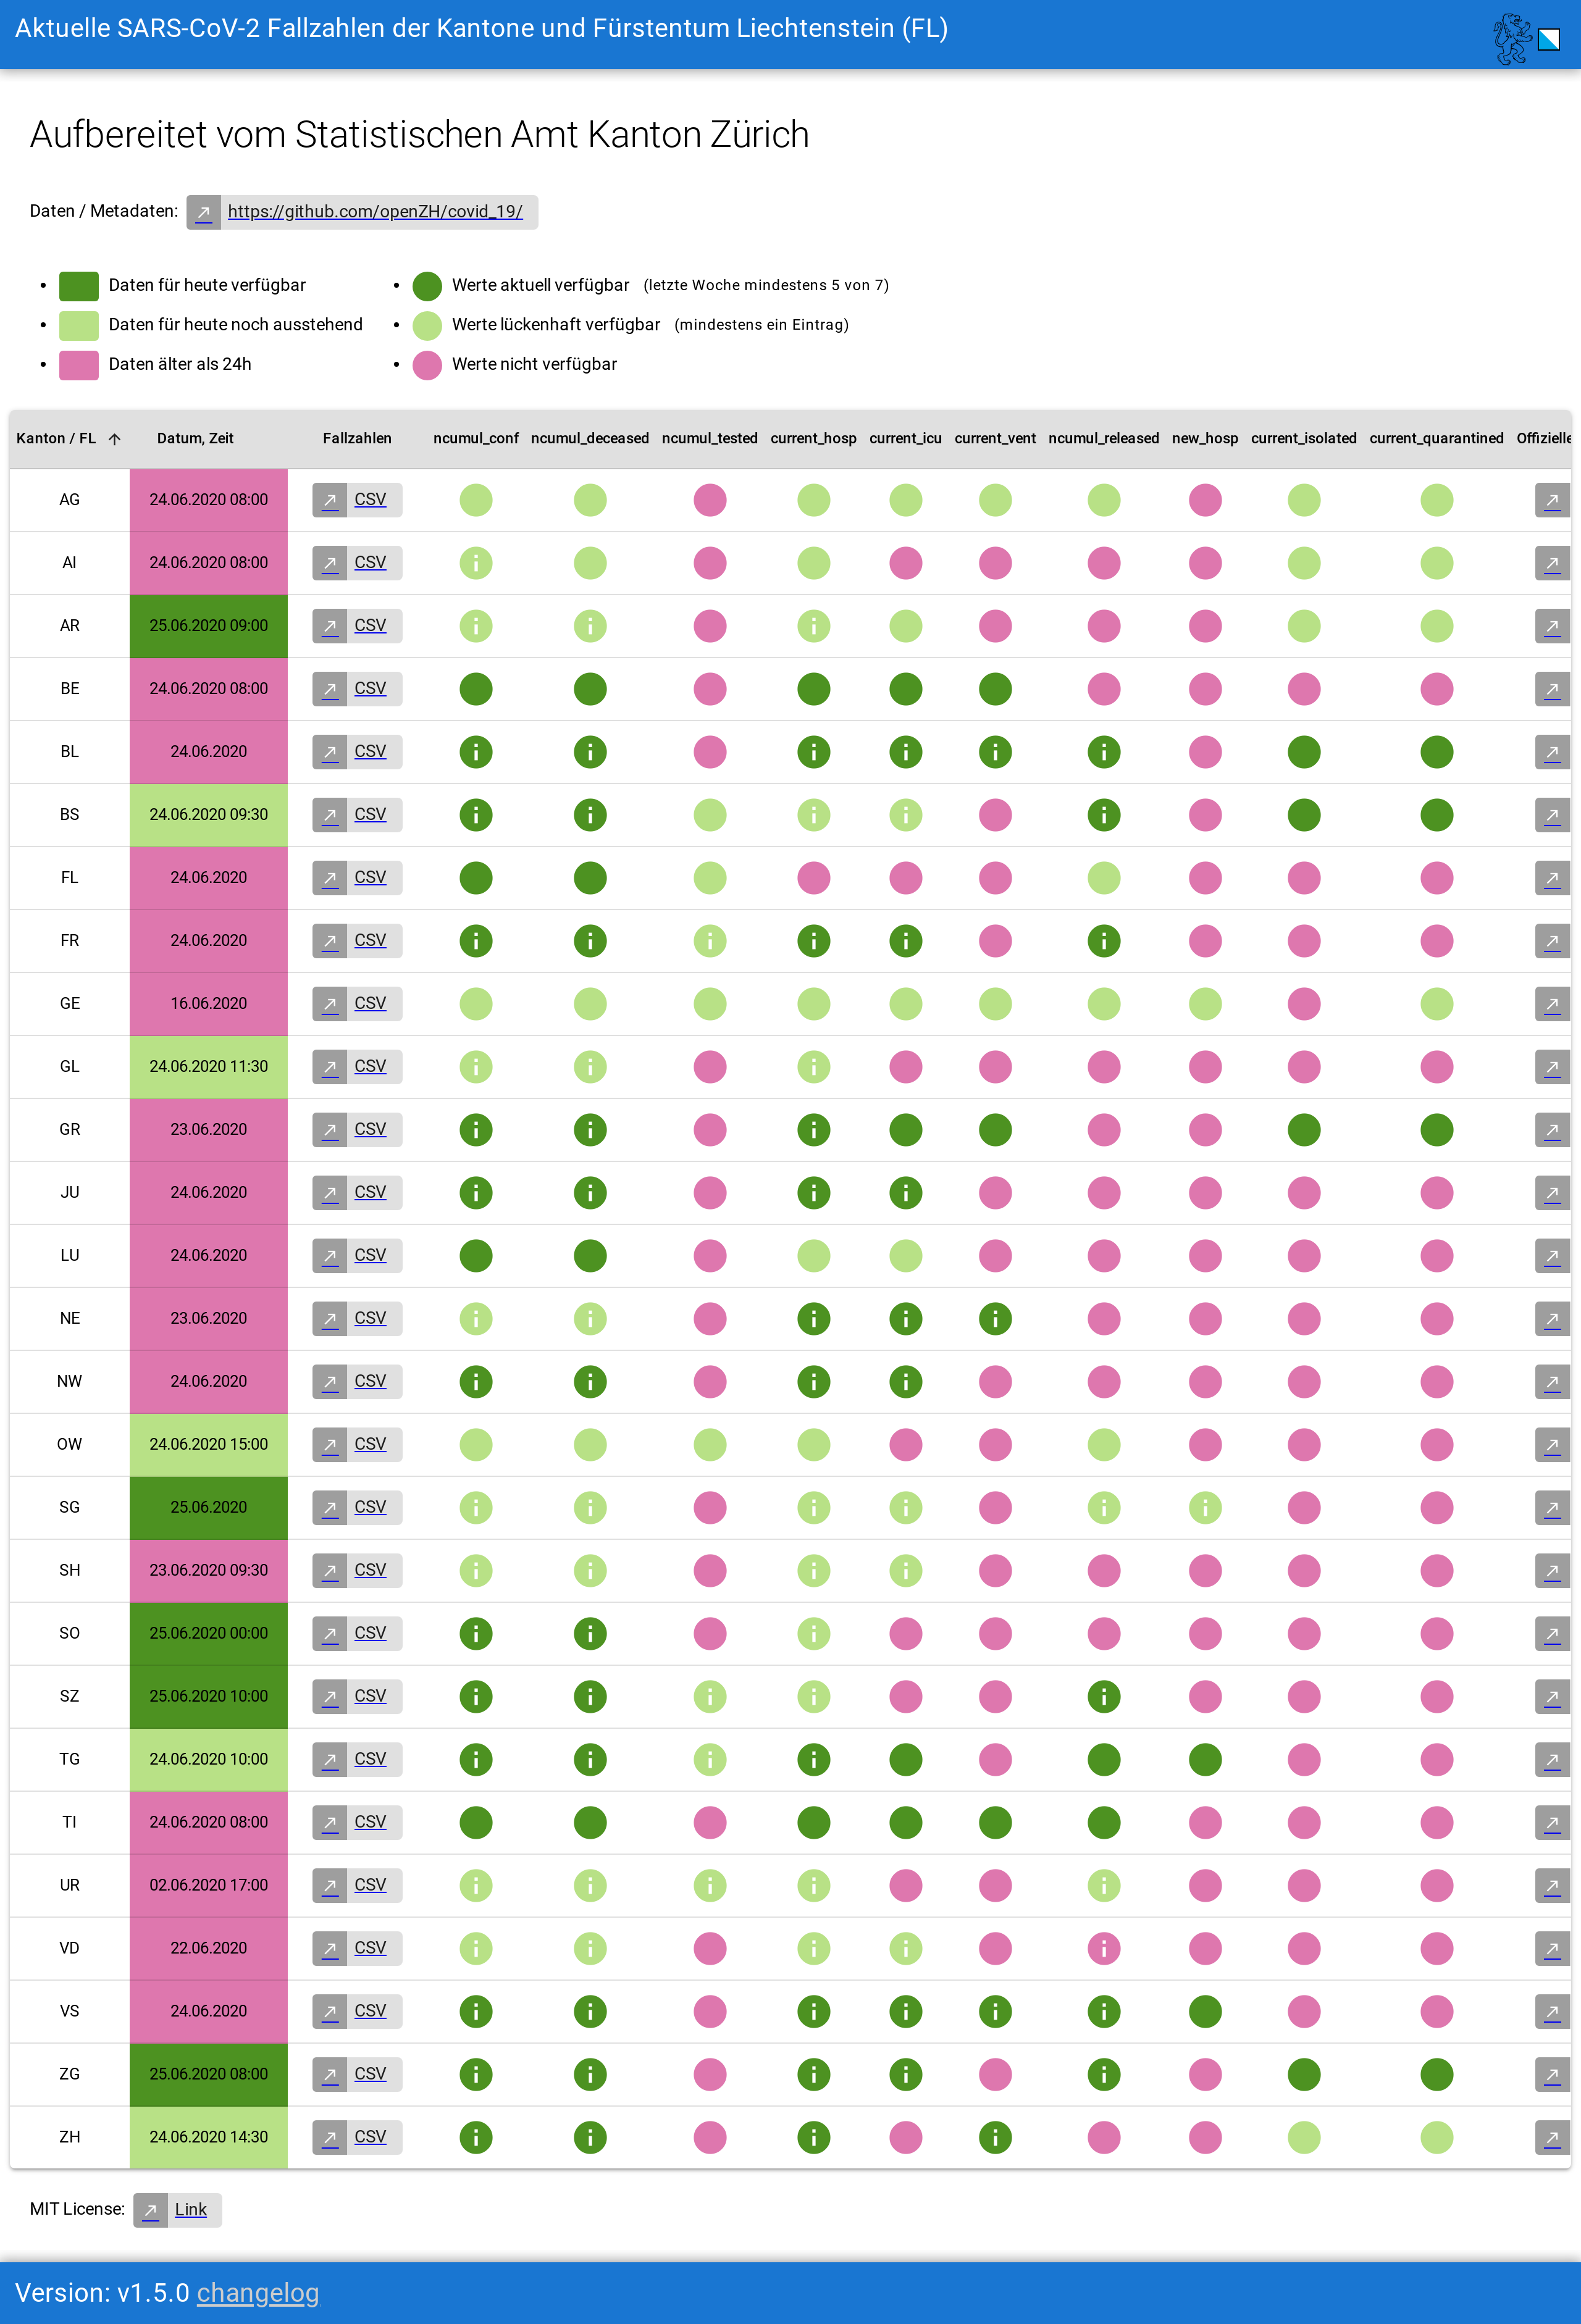 Aktuelle SARS-CoV-2 Fallzahlen der Kantone und Fürstentum Liechtenstein (FL)
Aufbereitet vom Statistischen Amt Kanton Zürich
Daten / Metadaten: https://github.com/openZH/covid_19/
Daten für heute verfügbar
Daten für heute noch ausstehend
Daten älter als 24h
Werte aktuell verfügbar (letzte Woche mindestens 5 von 7)
Werte lückenhaft verfügbar (mindestens ein Eintrag)
Werte nicht verfügbar
Kanton / FL Datum, Zeit Fallzahlen ncumul_conf ncumul_deceased ncumul_tested current_hosp current_icu current_vent ncumul_released new_hosp current_isolated current_quarantined Offizielle
AG 24.06.2020 08:00 CSV
AI 24.06.2020 08:00 CSV
AR 25.06.2020 09:00 CSV
BE 24.06.2020 08:00 CSV
BL 24.06.2020 CSV
BS 24.06.2020 09:30 CSV
FL 24.06.2020 CSV
FR 24.06.2020 CSV
GE 16.06.2020 CSV
GL 24.06.2020 11:30 CSV
GR 23.06.2020 CSV
JU 24.06.2020 CSV
LU 24.06.2020 CSV
NE 23.06.2020 CSV
NW 24.06.2020 CSV
OW 24.06.2020 15:00 CSV
SG 25.06.2020 CSV
SH 23.06.2020 09:30 CSV
SO 25.06.2020 00:00 CSV
SZ 25.06.2020 10:00 CSV
TG 24.06.2020 10:00 CSV
TI 24.06.2020 08:00 CSV
UR 02.06.2020 17:00 CSV
VD 22.06.2020 CSV
VS 24.06.2020 CSV
ZG 25.06.2020 08:00 CSV
ZH 24.06.2020 14:30 CSV
MIT License: Link
Version: v1.5.0 changelog